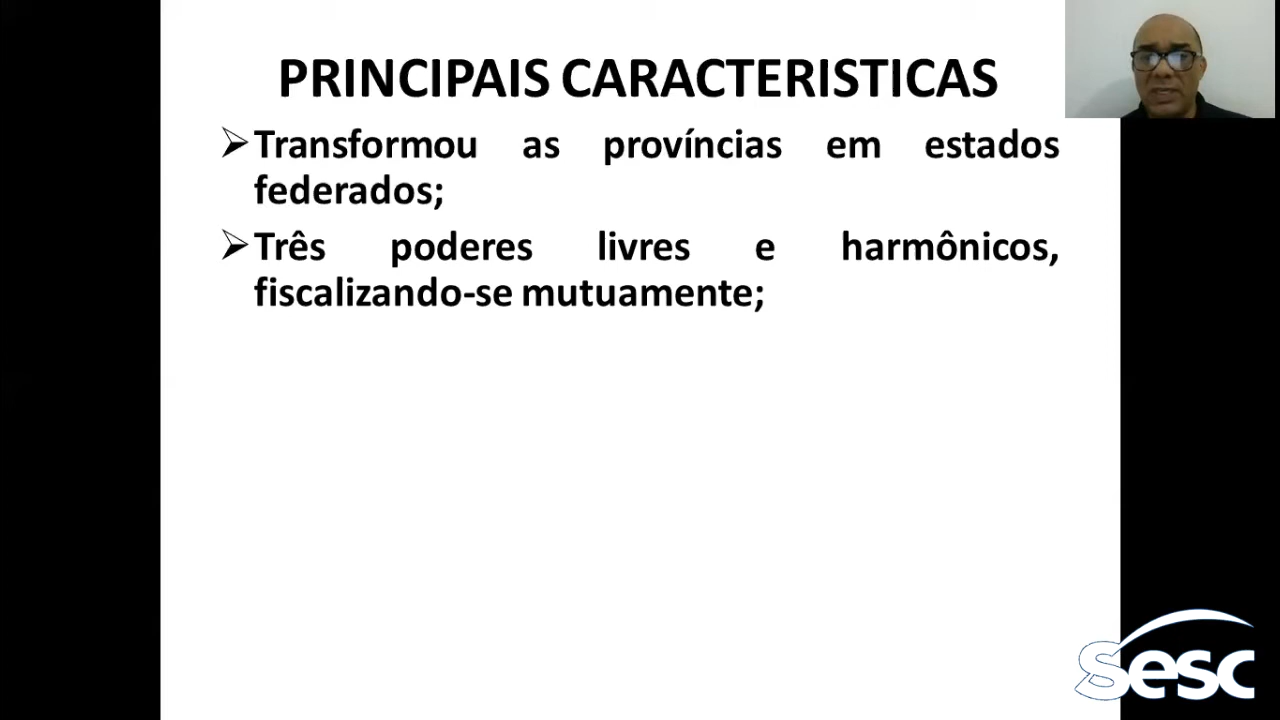 PRINCIPAIS CARACTERISTICAS
Transformou as províncias em estados
federados;
Três poderes livres e harmônicos,
fiscalizando-se mutuamente;
Sesc